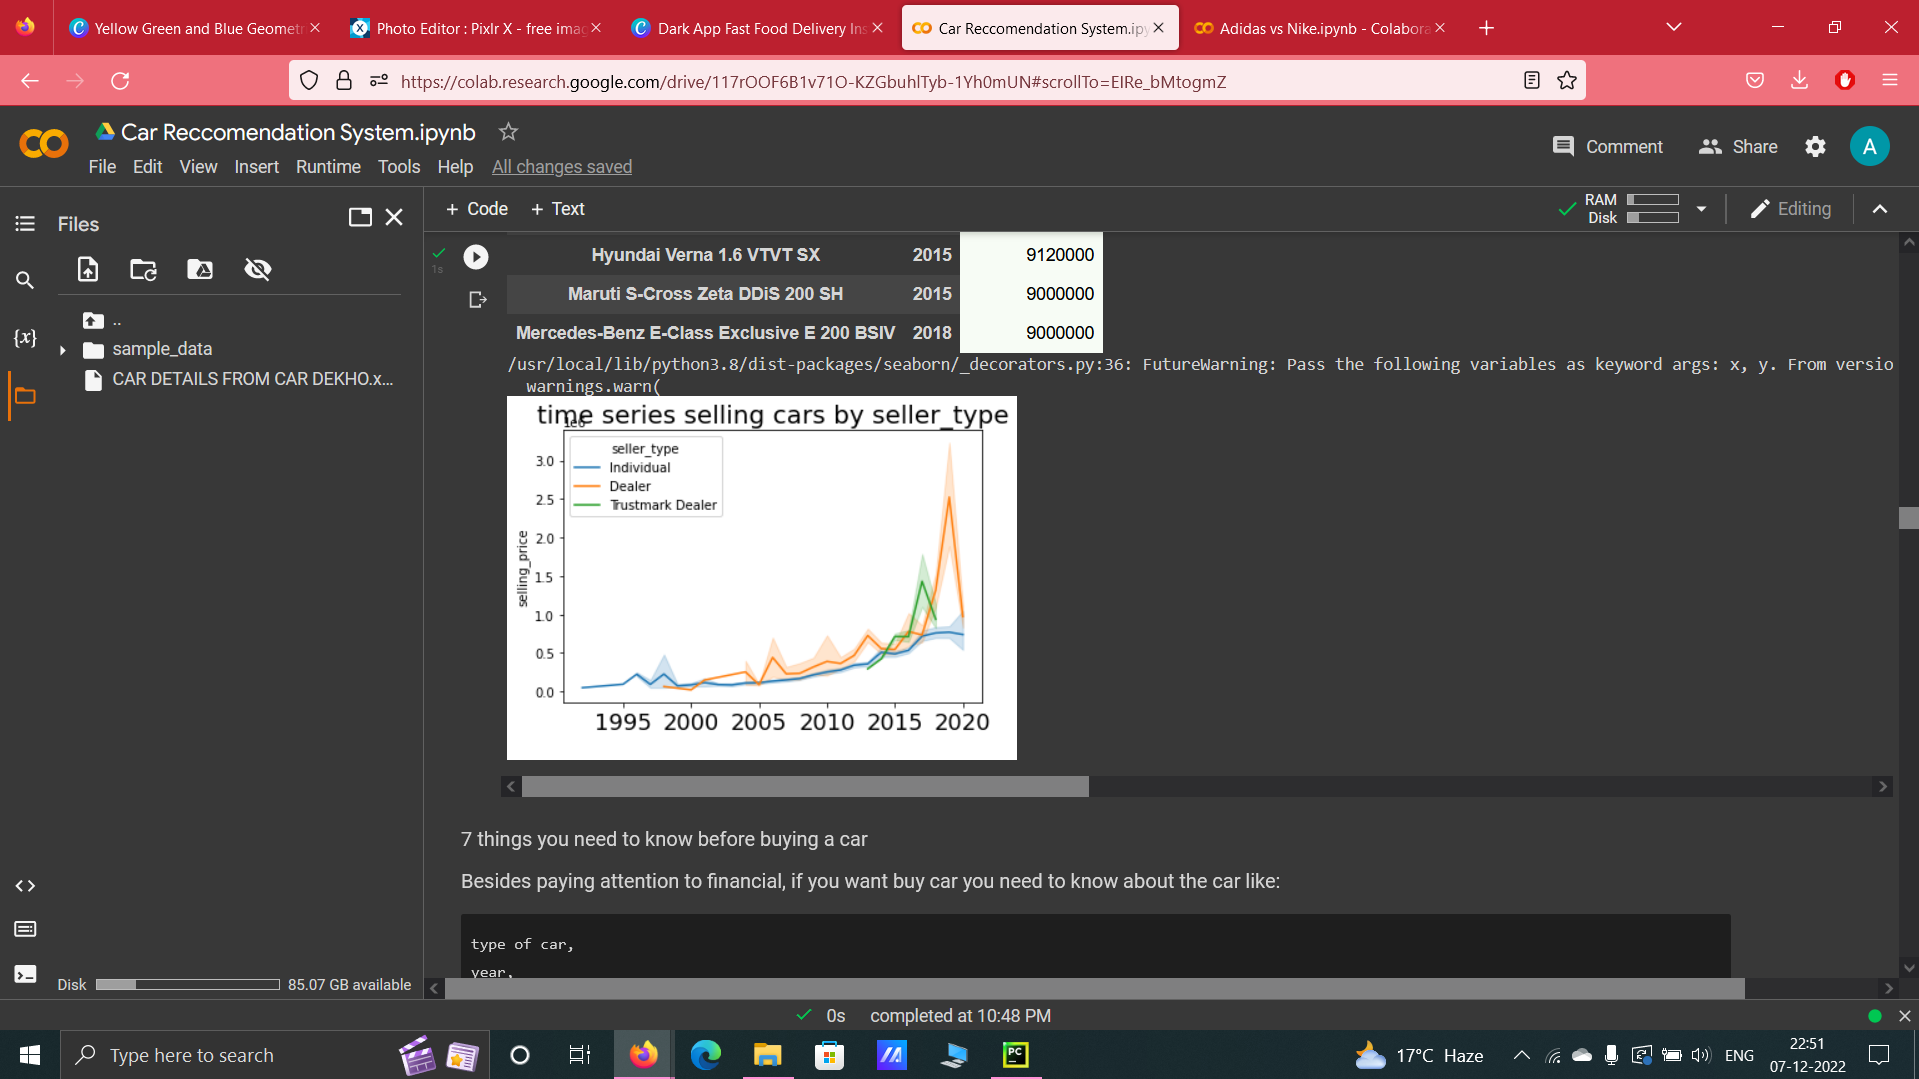 Yellow Green and Blue Geometr
Photo Editor : Pixlr X - free imag
Dark App Fast Food Delivery Ins
Car Reccomendation System.ipy
Adidas vs Nike.ipynb - Colabora
https://colab.research.google.com/drive/117rOOF6B1v71O-KZGbuhlTyb-1Yh0mUN#scrollTo=EIRe_bMtogmZ
Car Reccomendation System.ipynb
Comment
Share
A
File Edit View Insert Runtime Tools Help All changes saved
Files
+ Code + Text
RAM
Disk
Editing
{x}
..
sample_data
CAR DETAILS FROM CAR DEKHO.x...
1s
Hyundai Verna 1.6 VTVT SX 2015 9120000
Maruti S-Cross Zeta DDiS 200 SH 2015 9000000
Mercedes-Benz E-Class Exclusive E 200 BSIV 2018 9000000
/usr/local/lib/python3.8/dist-packages/seaborn/_decorators.py:36: FutureWarning: Pass the following variables as keyword args: x, y. From versio
warnings.warn(
time series selling cars by seller_type
1e6
seller_type
Individual
Dealer
Trustmark Dealer
selling_price
3.0
2.5
2.0
1.5
1.0
0.5
0.0
1995 2000 2005 2010 2015 2020
7 things you need to know before buying a car
Besides paying attention to financial, if you want buy car you need to know about the car like:
type of car,
year,
Disk 85.07 GB available
0s completed at 10:48 PM
Type here to search
PC
17°C Haze
ENG
22:51
07-12-2022